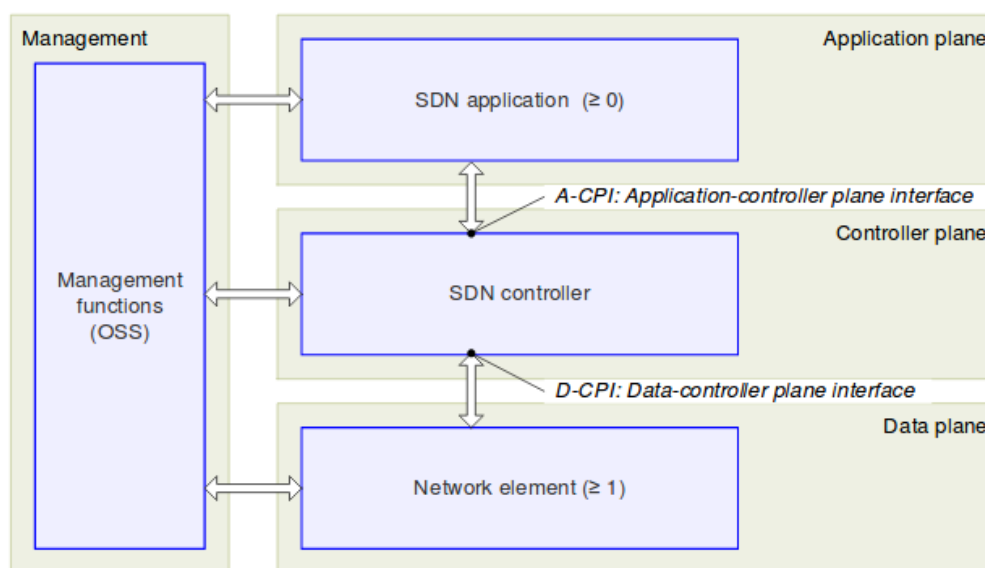 Management
Application plane
SDN application (≥ 0)
A-CPI: Application-controller plane interface
Controller plane
Management
functions
(OSS)
SDN controller
D-CPI: Data-controller plane interface
Data plane
Network element (≥ 1)